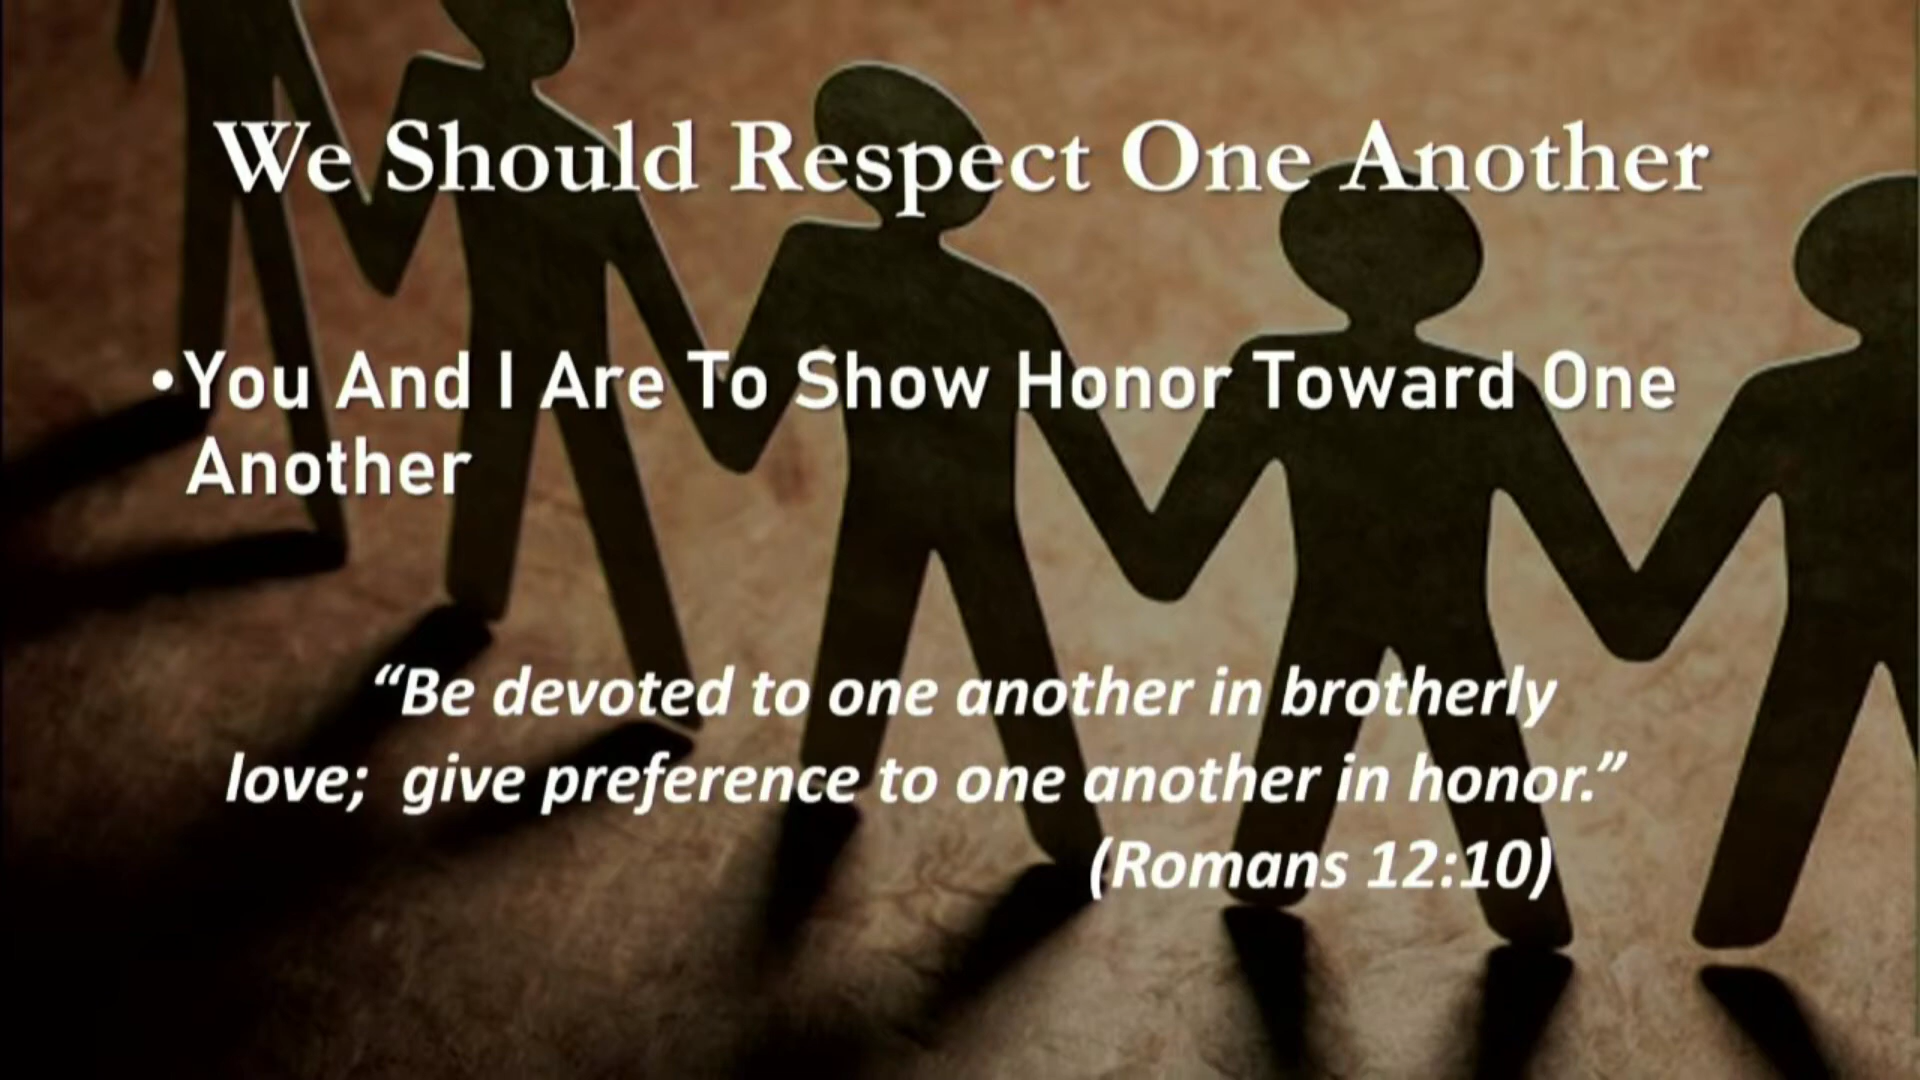 We Should Respect One Another
•You And I Are To Show Honor Toward One
Another
“Be devoted to one another in brotherly
love;  give preference to one another in honor.”
(Romans 12:10)